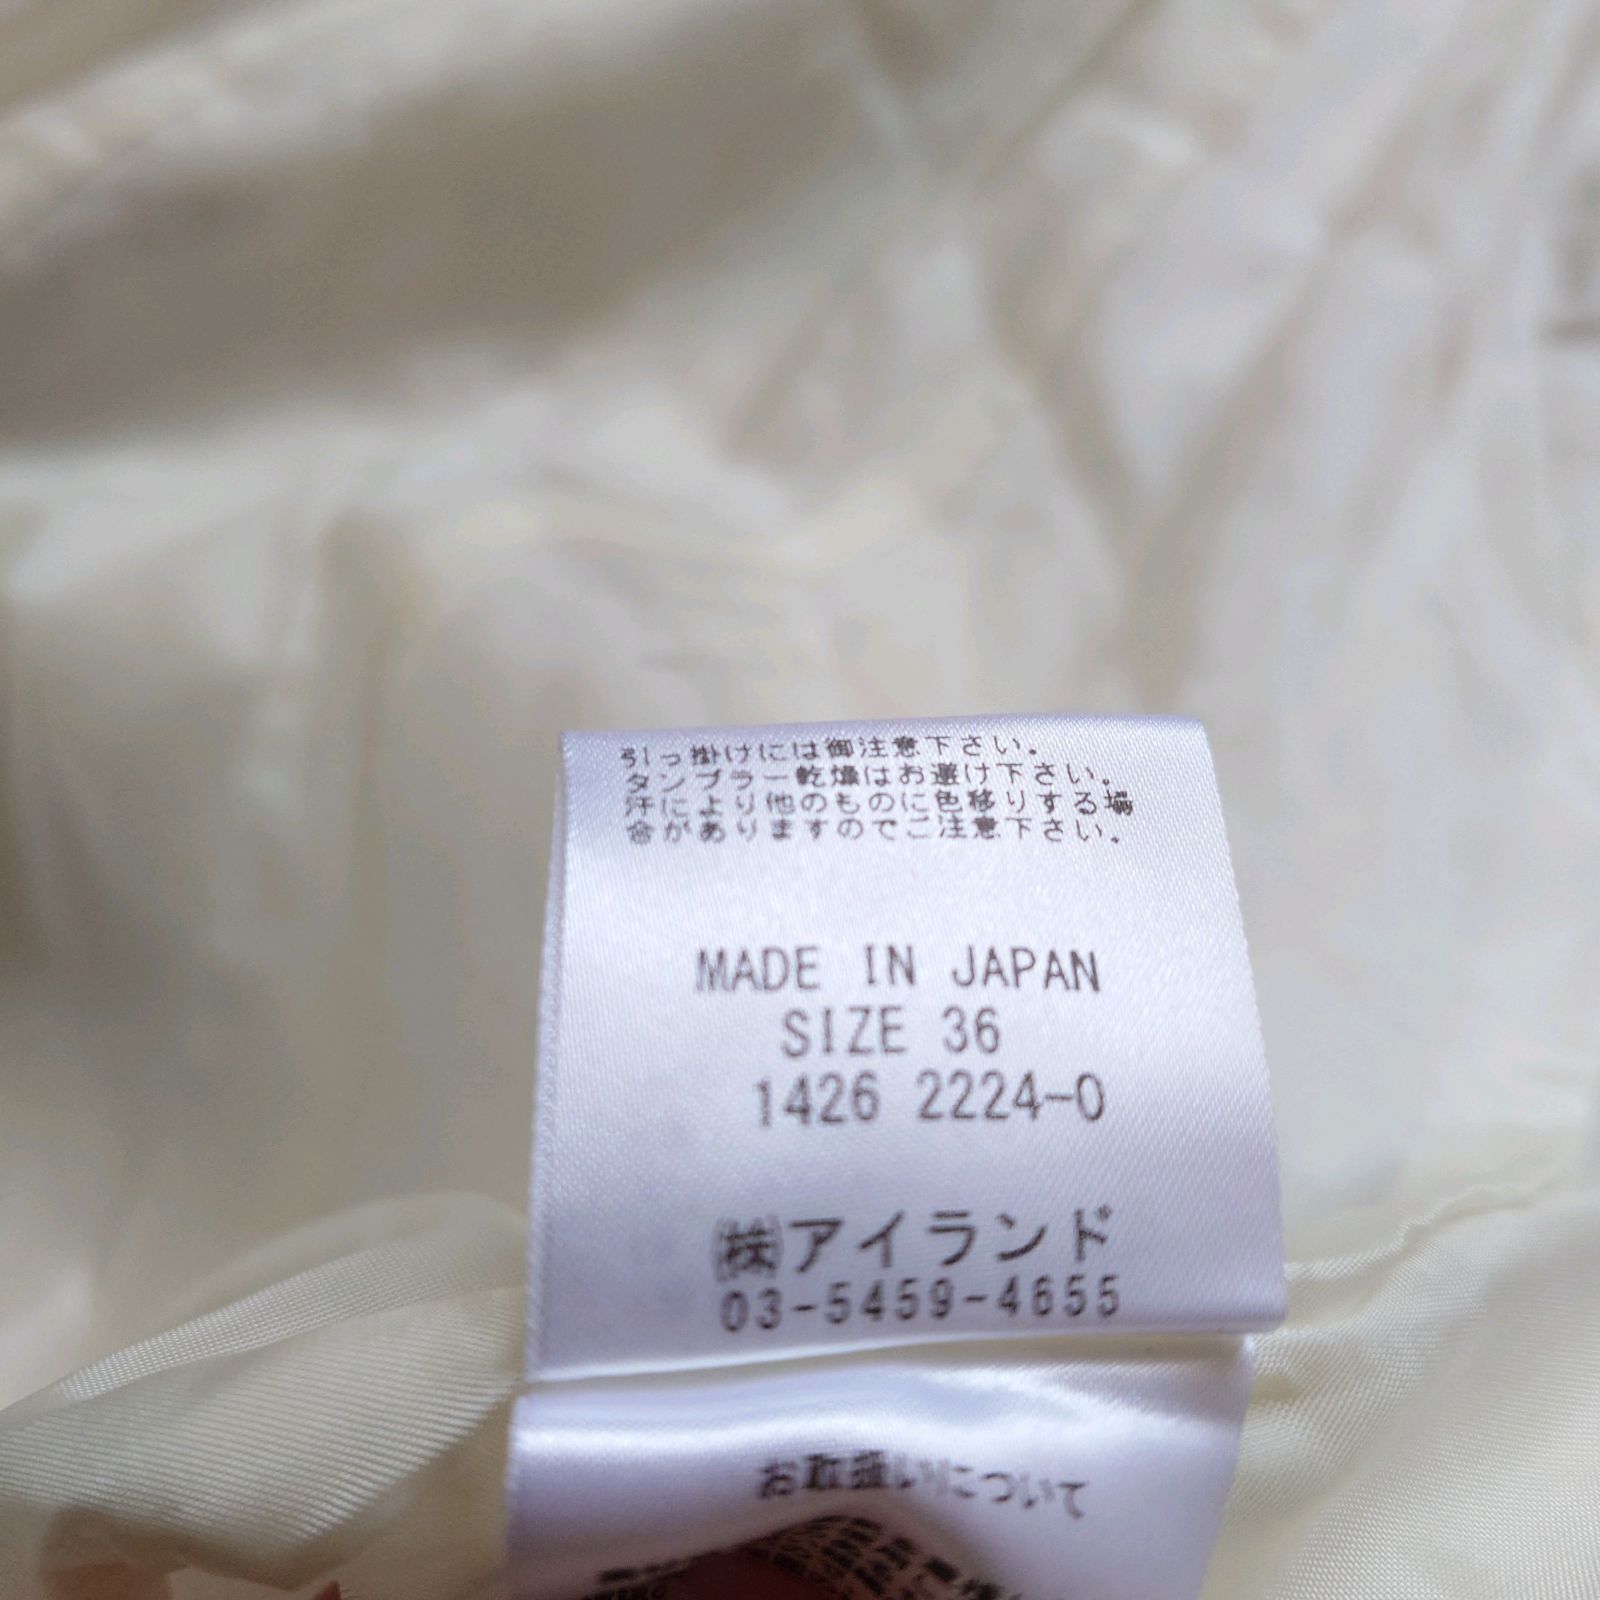 引っ掛けには御注意下さい。
タンブラー乾燥はお避け下さい。
汗により他のものに色移りする場
合がありますのでご注意下さい。
MADE IN JAPAN
SIZE 36
1426 2224-0
㈱アイランド
03-5459-4655
お取扱いについて